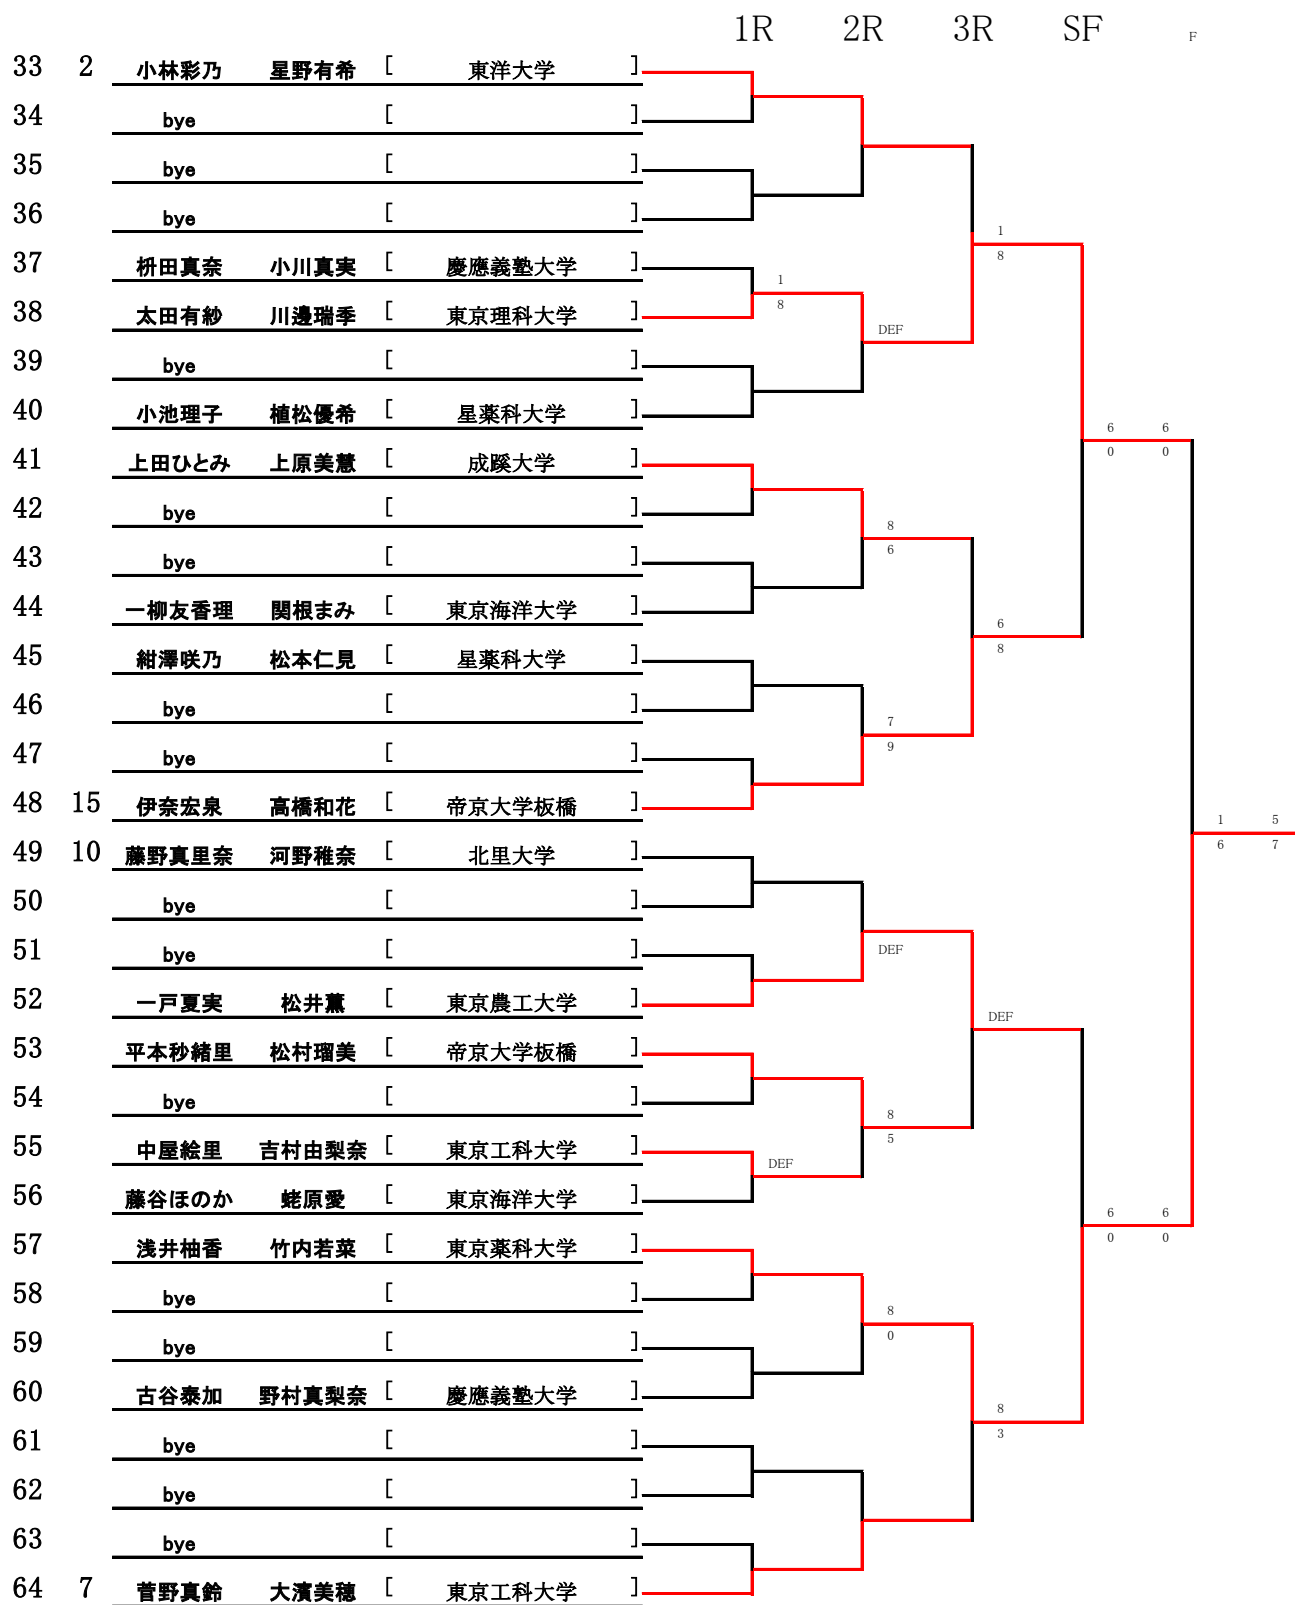 1R 2R 3R SF F
33 2 小林彩乃 星野有希 [ 東洋大学 ]
34 bye [ ]
35 bye [ ]
36 bye [ ]
1
37 枡田真奈 小川真実 [ 慶應義塾大学 ] 8
1
38 太田有紗 川邊瑞季 [ 東京理科大学 ] 8
DEF
39 bye [ ]
40 小池理子 植松優希 [ 星薬科大学 ]
6 6
41 上田ひとみ 上原美慧 [ 成蹊大学 ] 0 0
42 bye [ ]
8
43 bye [ ] 6
44 一柳友香理 関根まみ [ 東京海洋大学 ]
6
45 紺澤咲乃 松本仁見 [ 星薬科大学 ] 8
46 bye [ ]
7
47 bye [ ] 9
48 15 伊奈宏泉 高橋和花 [ 帝京大学板橋 ]
1 5
49 10 藤野真里奈 河野稚奈 [ 北里大学 ] 6 7
50 bye [ ]
51 bye [ ] DEF
52 一戸夏実 松井薫 [ 東京農工大学 ]
DEF
53 平本秒緒里 松村瑠美 [ 帝京大学板橋 ]
54 bye [ ]
8
55 中屋絵里 吉村由梨奈 [ 東京工科大学 ] 5
DEF
56 藤谷ほのか 蛯原愛 [ 東京海洋大学 ]
6 6
57 浅井柚香 竹内若菜 [ 東京薬科大学 ] 0 0
58 bye [ ]
8
59 bye [ ] 0
60 古谷泰加 野村真梨奈 [ 慶應義塾大学 ]
8
61 bye [ ] 3
62 bye [ ]
63 bye [ ]
64 7 菅野真鈴 大濱美穂 [ 東京工科大学 ]